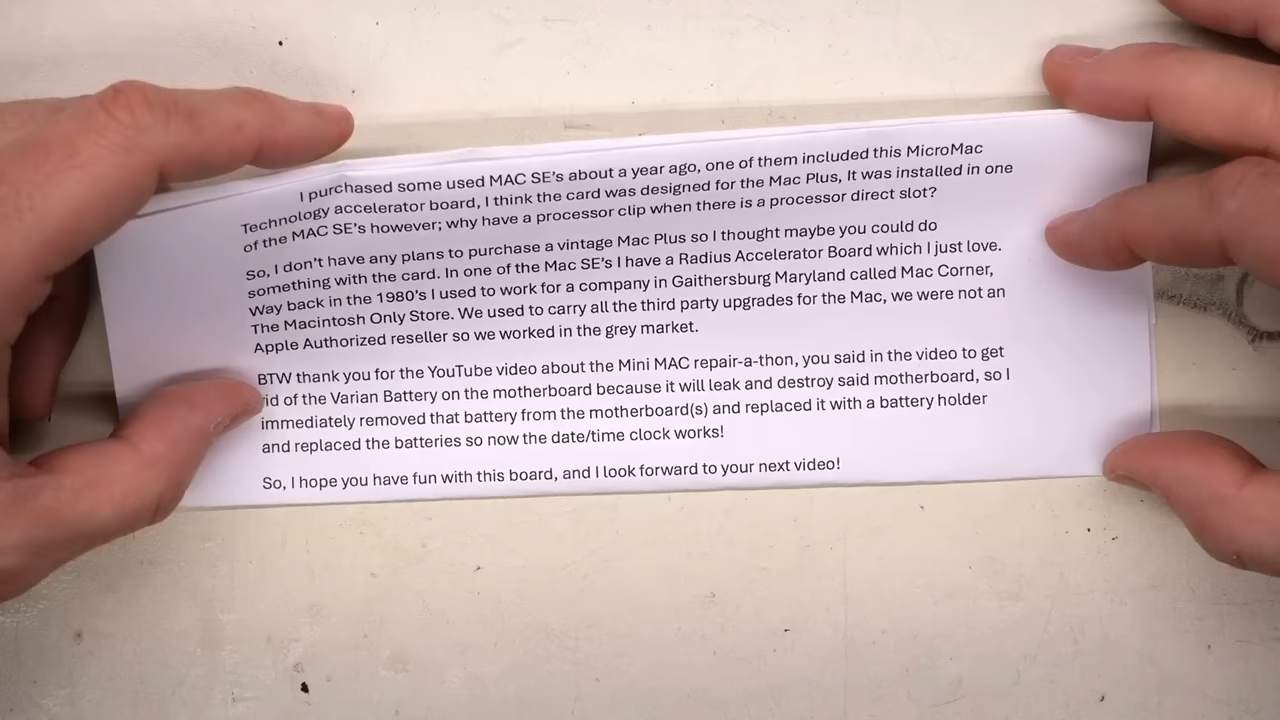 I purchased some used MAC SE's about a year ago, one of them included this MicroMac
Technology accelerator board, I think the card was designed for the Mac Plus, It was installed in one
of the MAC SE's however; why have a processor clip when there is a processor direct slot?
So, I don't have any plans to purchase a vintage Mac Plus so I thought maybe you could do
something with the card. In one of the Mac SE's I have a Radius Accelerator Board which I just love.
Way back in the 1980's I used to work for a company in Gaithersburg Maryland called Mac Corner,
The Macintosh Only Store. We used to carry all the third party upgrades for the Mac, we were not an
Apple Authorized reseller so we worked in the grey market.
BTW thank you for the YouTube video about the Mini MAC repair-a-thon, you said in the video to get
rid of the Varian Battery on the motherboard because it will leak and destroy said motherboard, so I
immediately removed that battery from the motherboard(s) and replaced it with a battery holder
and replaced the batteries so now the date/time clock works!
So, I hope you have fun with this board, and I look forward to your next video!